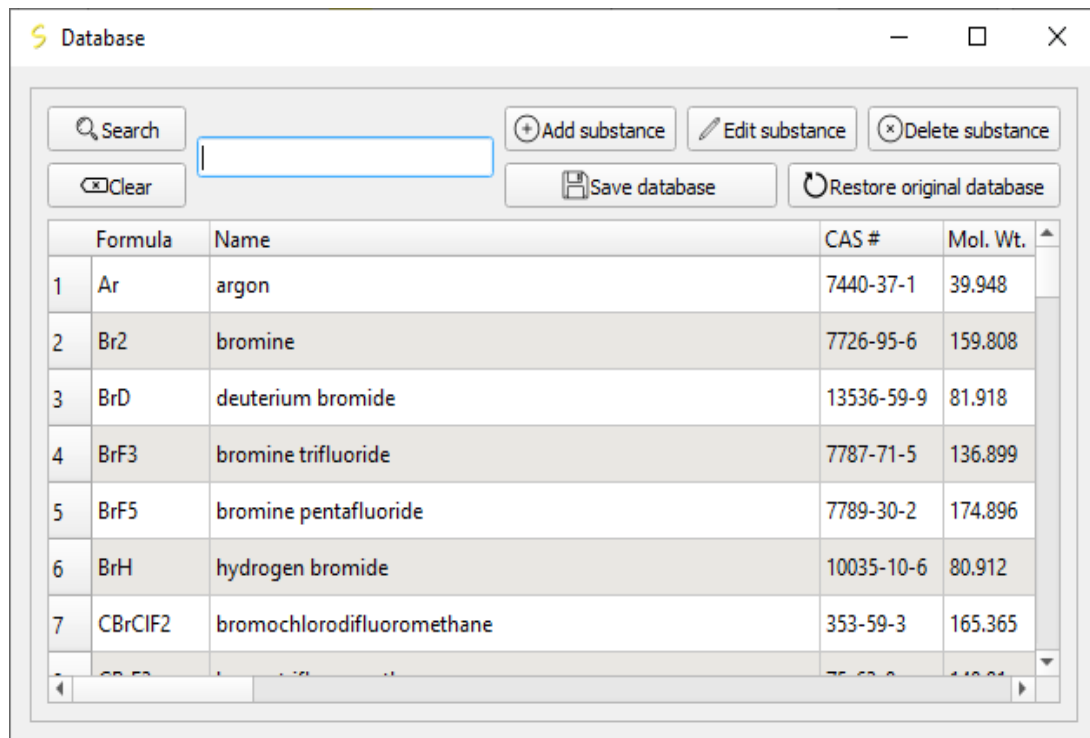 Database
Search
Add substance Edit substance Delete substance
Clear
Save database Restore original database
Formula Name CAS # Mol. Wt.
1 Ar argon 7440-37-1 39.948
2 Br2 bromine 7726-95-6 159.808
3 BrD deuterium bromide 13536-59-9 81.918
4 BrF3 bromine trifluoride 7787-71-5 136.899
5 BrF5 bromine pentafluoride 7789-30-2 174.896
6 BrH hydrogen bromide 10035-10-6 80.912
7 CBrClF2 bromochlorodifluoromethane 353-59-3 165.365